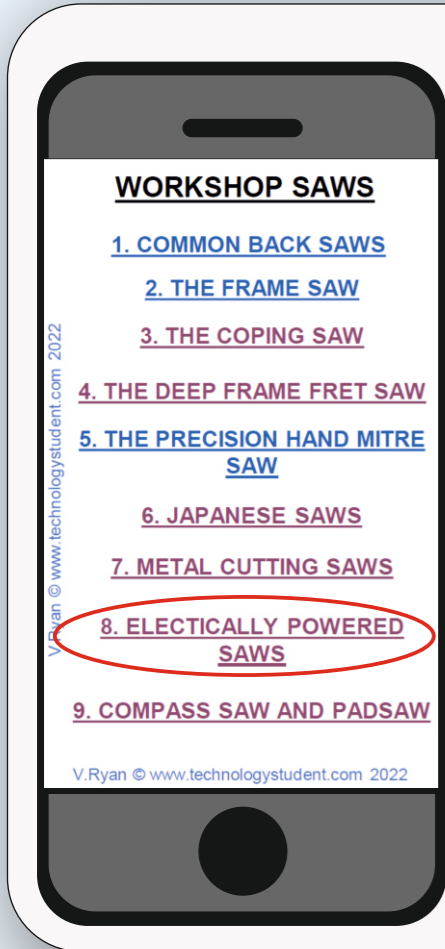 WORKSHOP SAWS
1. COMMON BACK SAWS
2. THE FRAME SAW
3. THE COPING SAW
4. THE DEEP FRAME FRET SAW
5. THE PRECISION HAND MITRE
SAW
6. JAPANESE SAWS
7. METAL CUTTING SAWS
8. ELECTICALLY POWERED
SAWS
9. COMPASS SAW AND PADSAW
V.Ryan © www.technologystudent.com 2022
V.Ryan © www.technologystudent.com 2022